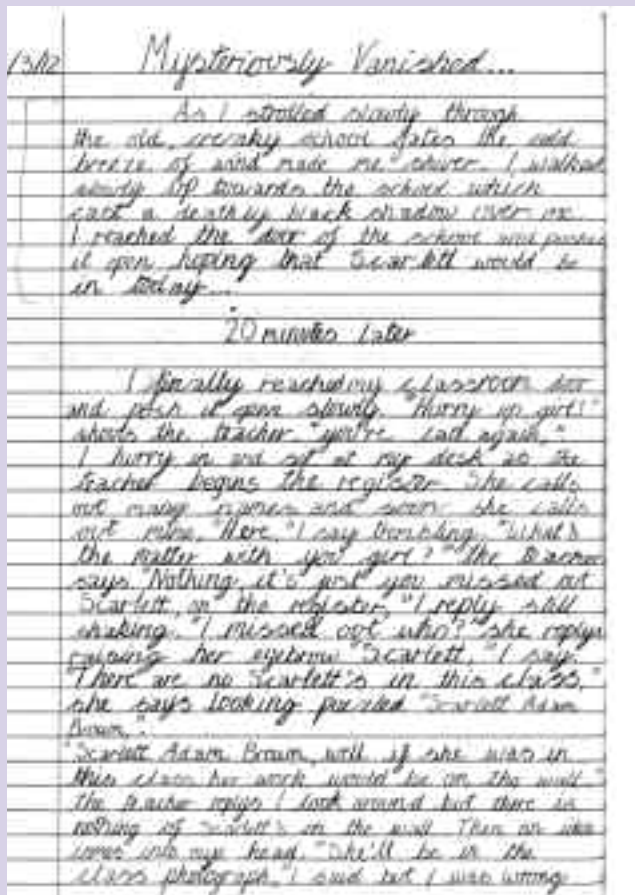 Mysteriously Vanished...
As I strolled slowly through
the old, creaky school gates the cold
breeze of wind made me shiver. I walked
slowly up towards the school which
cast a deathly black shadow over me.
I reached the door of the school and pushed
it open, hoping that Scarlett would be
in today...
20 minutes later
I finally reached my classroom door
and push it open slowly. "Hurry up girl!"
shouts the teacher "you're late again."
I hurry in and sit at my desk as the
teacher begins the register. She calls
out many names and soon she calls
out mine. "Here," I say trembling. "What's
the matter with you girl?" the teacher
says. "Nothing, it's just you missed out
Scarlett, on the register," I reply still
shaking. "I missed out who?" she replys
raising her eyebrow "Scarlett," I say.
"There are no Scarlett's in this class,"
she says looking puzzled "Scarlett Adam
Brown,".
"Scarlett Adam Brown, well if she was in
this class her work would be on the wall."
the teacher replys I look around but there is
nothing of Scarlett's on the wall. Then an idea
comes into my head. "She'll be in the
class photograph," I said but I was wrong